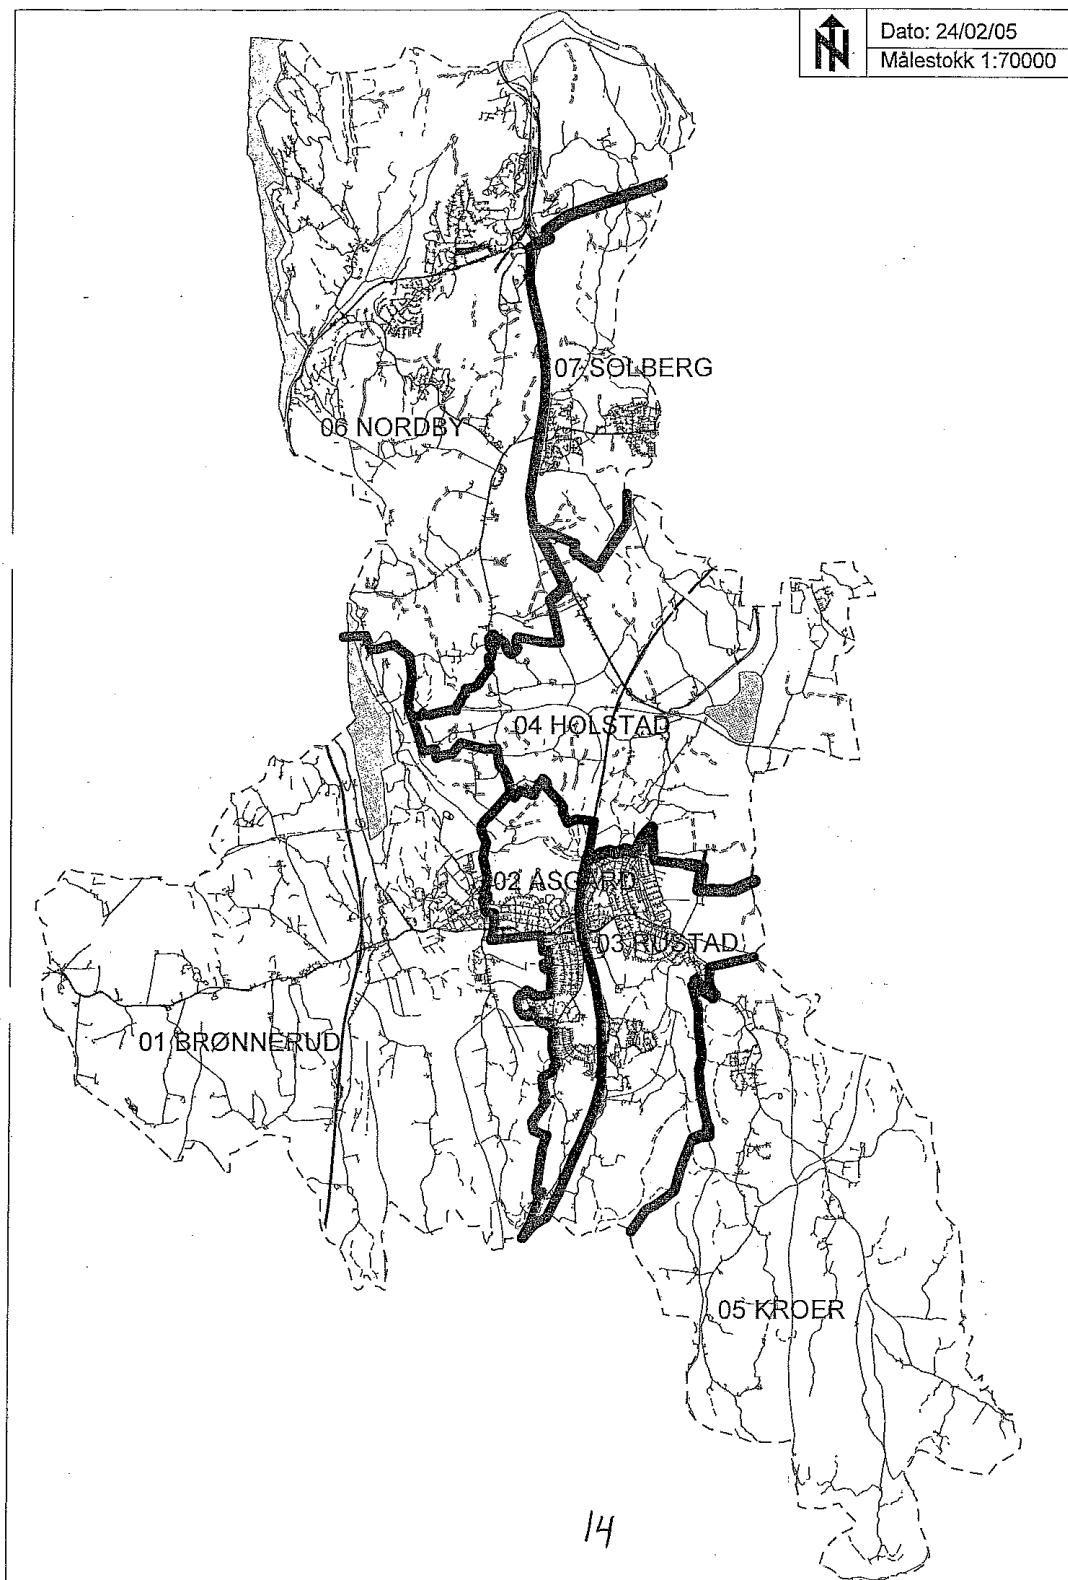 N
Dato: 24/02/05
Målestokk 1:70000
07 SOLBERG
06 NORDBY
04 HOLSTAD
02 ÅSGÅRD
03 RUSTAD
01 BRØNNERUD
05 KROER
14